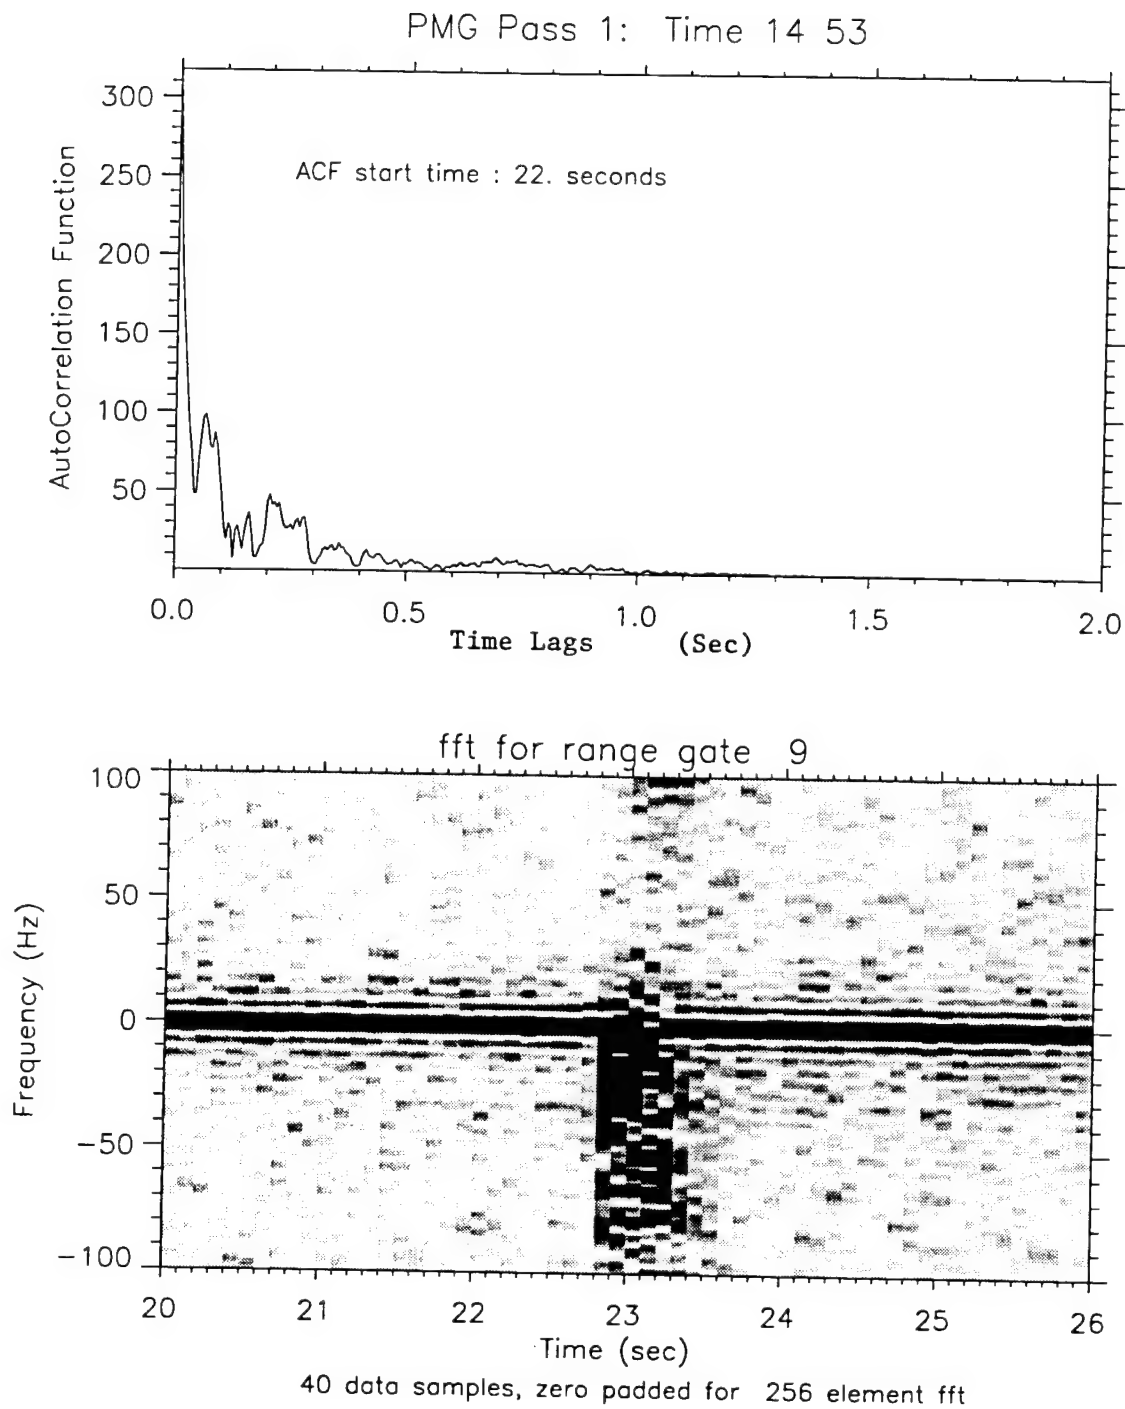 PMG Pass 1: Time 14 53
300
250
200
150
100
50
AutoCorrelation Function
ACF start time : 22. seconds
0.0 0.5 1.0 1.5 2.0
Time Lags (Sec)
fft for range gate 9
100
50
0
-50
-100
Frequency (Hz)
20 21 22 23 24 25 26
Time (sec)
40 data samples, zero padded for 256 element fft